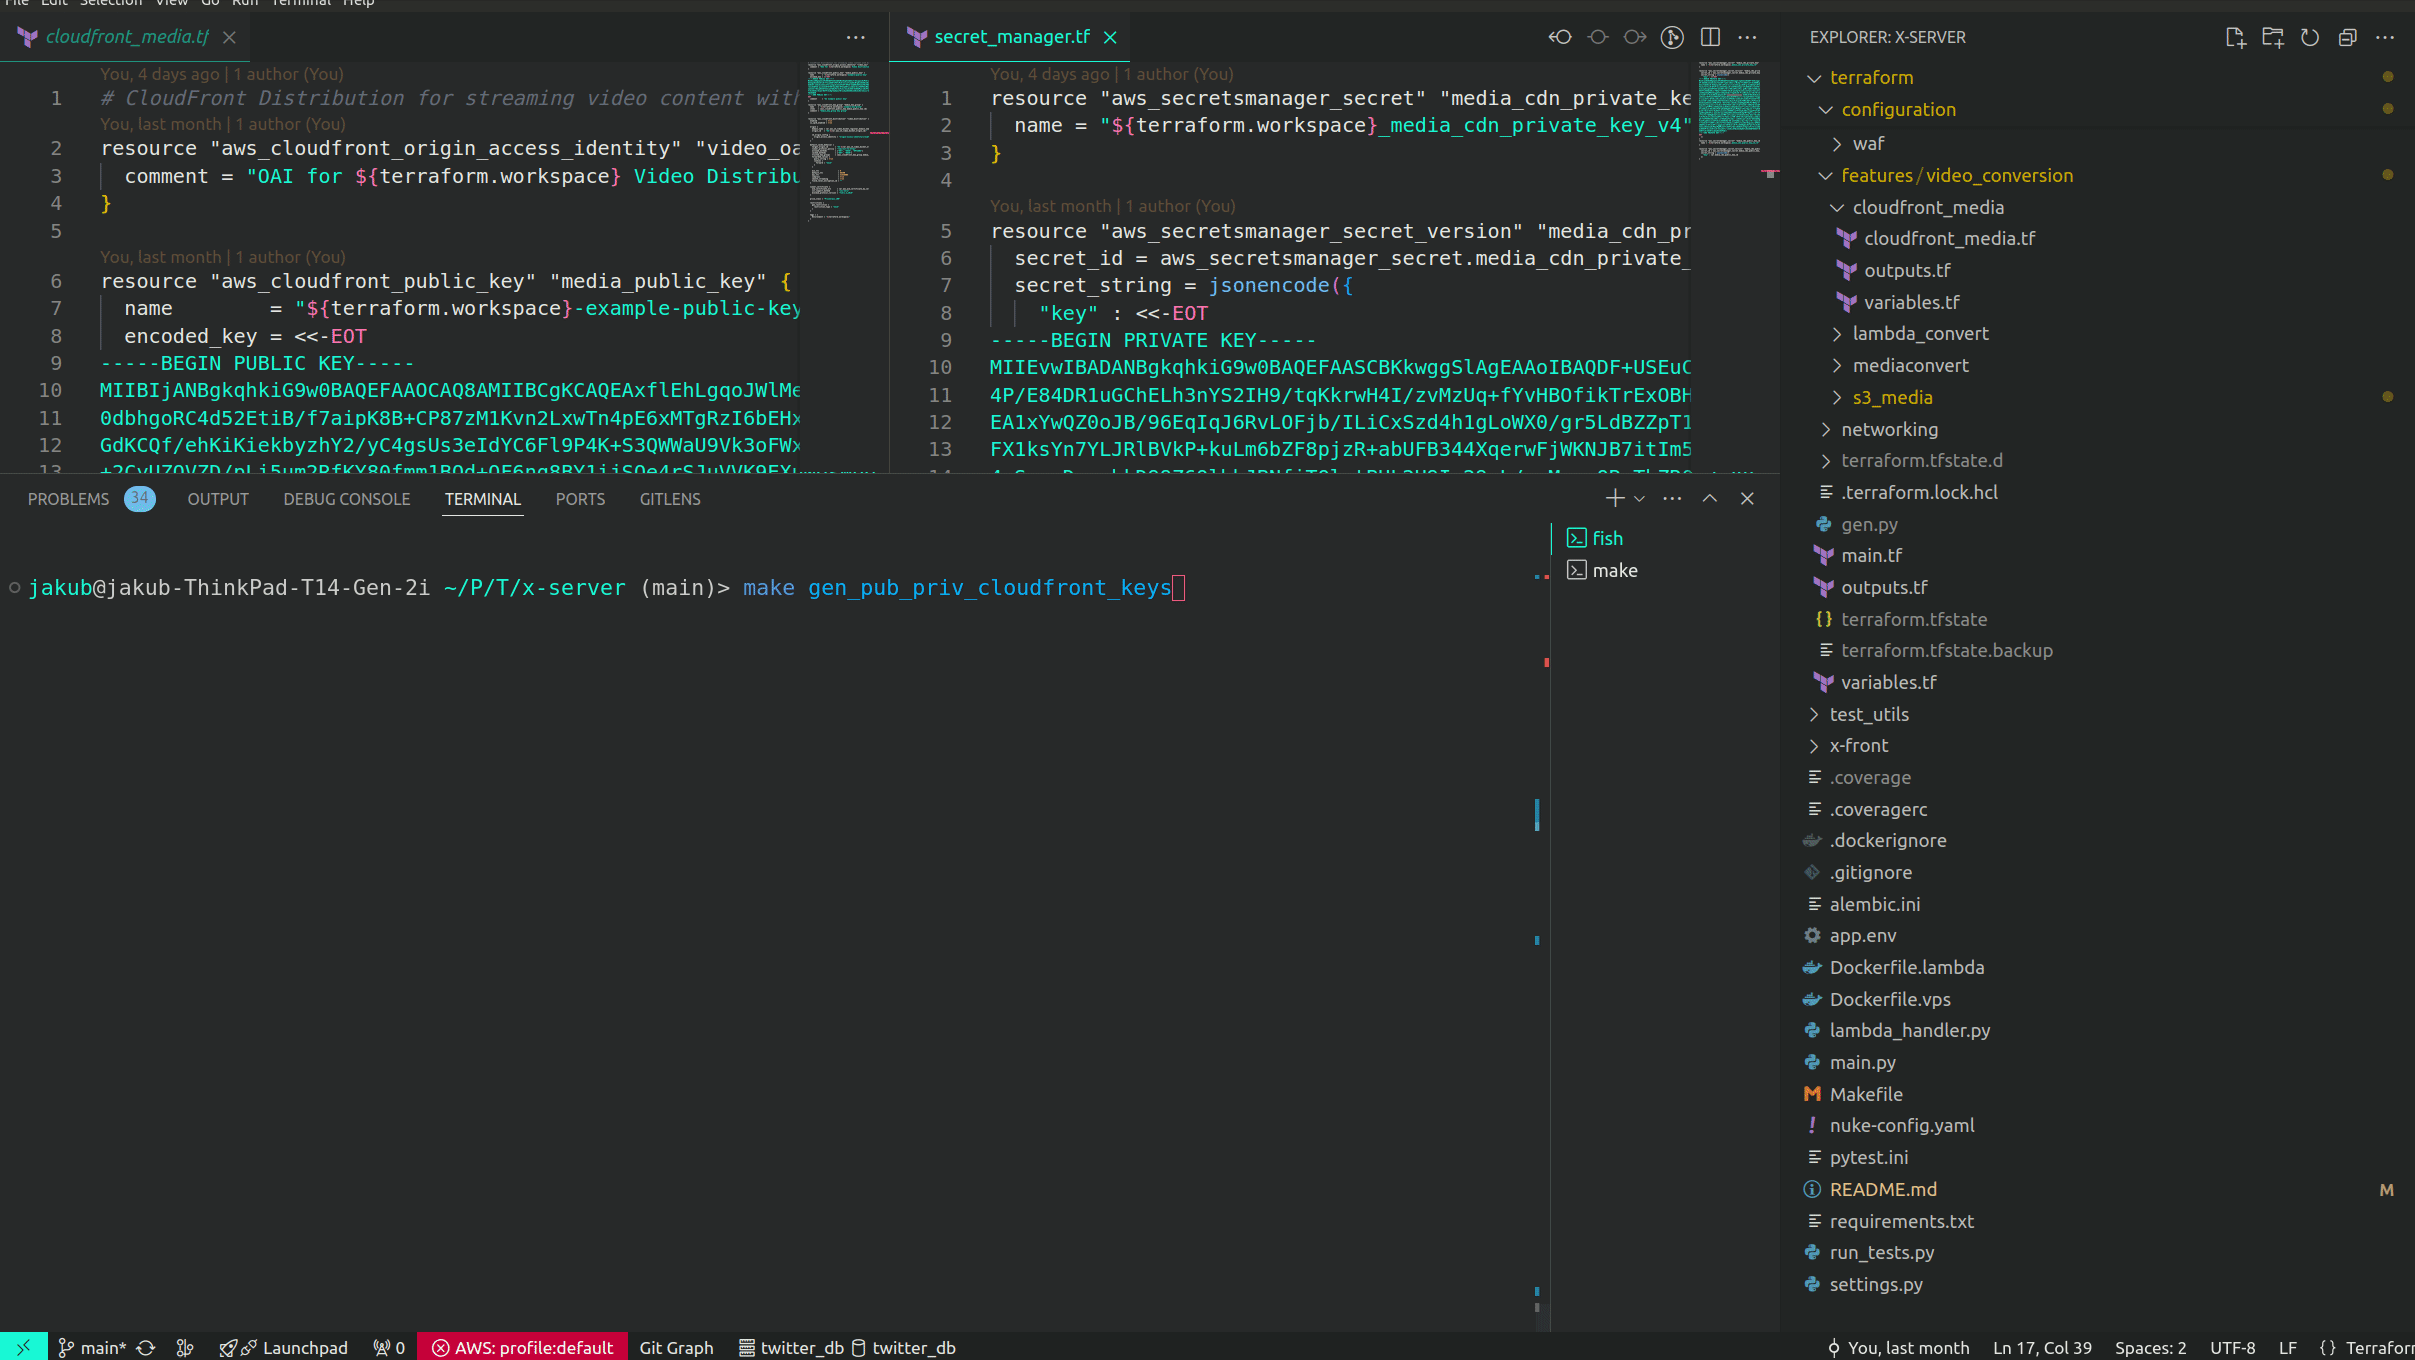 File Edit Selection View Go Run Terminal Help
cloudfront_media.tf
You, 4 days ago | 1 author (You)
1 # CloudFront Distribution for streaming video content with
You, last month | 1 author (You)
2 resource "aws_cloudfront_origin_access_identity" "video_oa
3 comment = "OAI for ${terraform.workspace} Video Distribu
4 }
5
You, last month | 1 author (You)
6 resource "aws_cloudfront_public_key" "media_public_key" {
7 name = "${terraform.workspace}-example-public-key
8 encoded_key = <<-EOT
9 -----BEGIN PUBLIC KEY-----
10 MIIBIjANBgkqhkiG9w0BAQEFAAOCAQ8AMIIBCgKCAQEAxflEhLgqoJWlMe
11 0dbhgoRC4d52EtiB/f7aipK8B+CP87zM1Kvn2LxwTn4pE6xMTgRzI6bEHx
12 GdKCQf/ehKiKiekbyzhY2/yC4gsUs3eIdYC6Fl9P4K+S3QWWaU9Vk3oFWx
13
secret_manager.tf
You, 4 days ago | 1 author (You)
1 resource "aws_secretsmanager_secret" "media_cdn_private_ke
2 name = "${terraform.workspace}_media_cdn_private_key_v4"
3 }
4
You, last month | 1 author (You)
5 resource "aws_secretsmanager_secret_version" "media_cdn_pr
6 secret_id = aws_secretsmanager_secret.media_cdn_private_
7 secret_string = jsonencode({
8 "key" : <<-EOT
9 -----BEGIN PRIVATE KEY-----
10 MIIEvwIBADANBgkqhkiG9w0BAQEFAASCBKkwggSlAgEAAoIBAQDF+USEuC
11 4P/E84DR1uGChELh3nYS2IH9/tqKkrwH4I/zvMzUq+fYvHBOfikTrExOBH
12 EA1xYwQZ0oJB/96EqIqJ6RvLOFjb/ILiCxSzd4h1gLoWX0/gr5LdBZZpT1
13 FX1ksYn7YLJRlBVkP+kuLm6bZF8pjzR+abUFB344XqerwFjWKNJB7itIm5
PROBLEMS 34 OUTPUT DEBUG CONSOLE TERMINAL PORTS GITLENS
jakub@jakub-ThinkPad-T14-Gen-2i ~/P/T/x-server (main)> make gen_pub_priv_cloudfront_keys
fish
make
EXPLORER: X-SERVER
terraform
configuration
waf
features/video_conversion
cloudfront_media
cloudfront_media.tf
outputs.tf
variables.tf
lambda_convert
mediaconvert
s3_media
networking
terraform.tfstate.d
.terraform.lock.hcl
gen.py
main.tf
outputs.tf
terraform.tfstate
terraform.tfstate.backup
variables.tf
test_utils
x-front
.coverage
.coveragerc
.dockerignore
.gitignore
alembic.ini
app.env
Dockerfile.lambda
Dockerfile.vps
lambda_handler.py
main.py
Makefile
nuke-config.yaml
pytest.ini
README.md M
requirements.txt
run_tests.py
settings.py
main* Launchpad 0 AWS: profile:default Git Graph twitter_db twitter_db You, last month Ln 17, Col 39 Spaces: 2 UTF-8 LF {} Terrafor